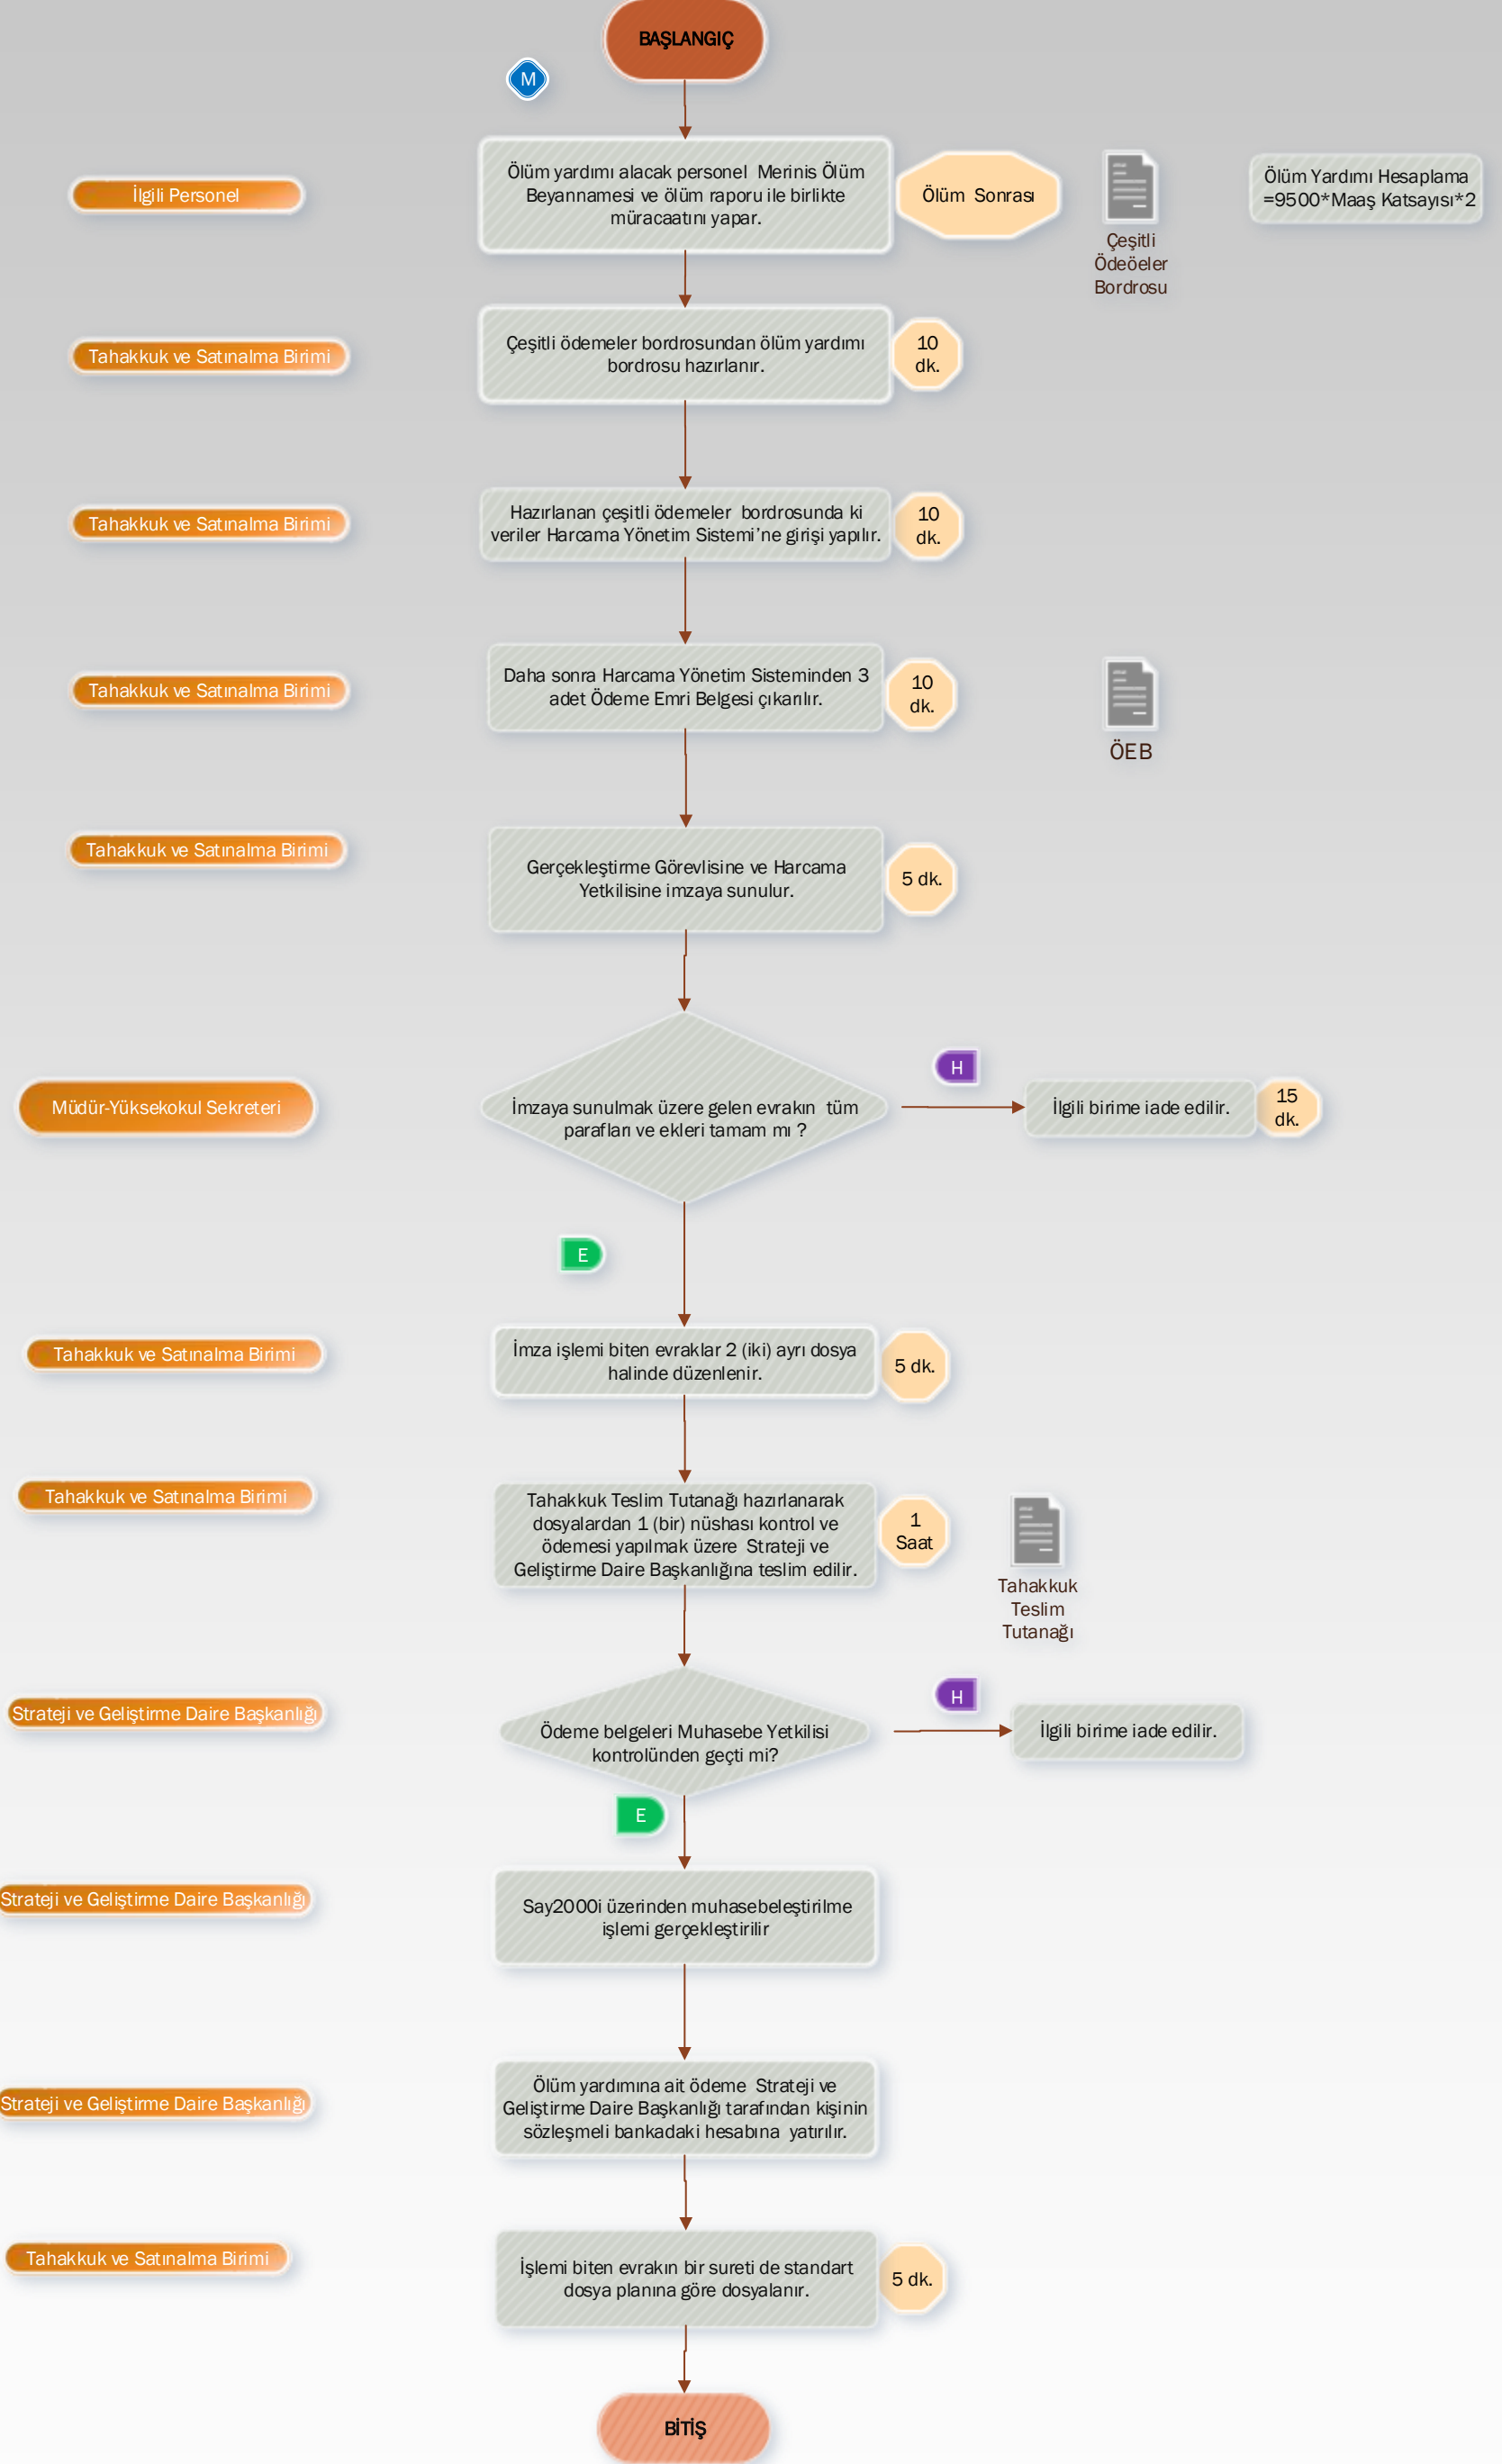 BAŞLANGIÇ
M
İlgili Personel
Ölüm yardımı alacak personel Merinis Ölüm
Beyannamesi ve ölüm raporu ile birlikte
müracaatını yapar.
Ölüm Sonrası
Çeşitli
Ödeöeler
Bordrosu
Ölüm Yardımı Hesaplama
=9500*Maaş Katsayısı*2
Tahakkuk ve Satınalma Birimi
Çeşitli ödemeler bordrosundan ölüm yardımı
bordrosu hazırlanır.
10
dk.
Tahakkuk ve Satınalma Birimi
Hazırlanan çeşitli ödemeler bordrosunda ki
veriler Harcama Yönetim Sistemi'ne girişi yapılır.
10
dk.
Tahakkuk ve Satınalma Birimi
Daha sonra Harcama Yönetim Sisteminden 3
adet Ödeme Emri Belgesi çıkarılır.
10
dk.
ÖEB
Tahakkuk ve Satınalma Birimi
Gerçekleştirme Görevlisine ve Harcama
Yetkilisine imzaya sunulur.
5 dk.
Müdür-Yüksekokul Sekreteri
İmzaya sunulmak üzere gelen evrakın tüm
parafları ve ekleri tamam mı ?
H
İlgili birime iade edilir.
15
dk.
E
Tahakkuk ve Satınalma Birimi
İmza işlemi biten evraklar 2 (iki) ayrı dosya
halinde düzenlenir.
5 dk.
Tahakkuk ve Satınalma Birimi
Tahakkuk Teslim Tutanağı hazırlanarak
dosyalardan 1 (bir) nüshası kontrol ve
ödemesi yapılmak üzere Strateji ve
Geliştirme Daire Başkanlığına teslim edilir.
1
Saat
Tahakkuk
Teslim
Tutanağı
Strateji ve Geliştirme Daire Başkanlığı
Ödeme belgeleri Muhasebe Yetkilisi
kontrolünden geçti mi?
H
İlgili birime iade edilir.
E
Strateji ve Geliştirme Daire Başkanlığı
Say2000i üzerinden muhasebeleştirilme
işlemi gerçekleştirilir
Strateji ve Geliştirme Daire Başkanlığı
Ölüm yardımına ait ödeme Strateji ve
Geliştirme Daire Başkanlığı tarafından kişinin
sözleşmeli bankadaki hesabına yatırılır.
Tahakkuk ve Satınalma Birimi
İşlemi biten evrakın bir sureti de standart
dosya planına göre dosyalanır.
5 dk.
BİTİŞ